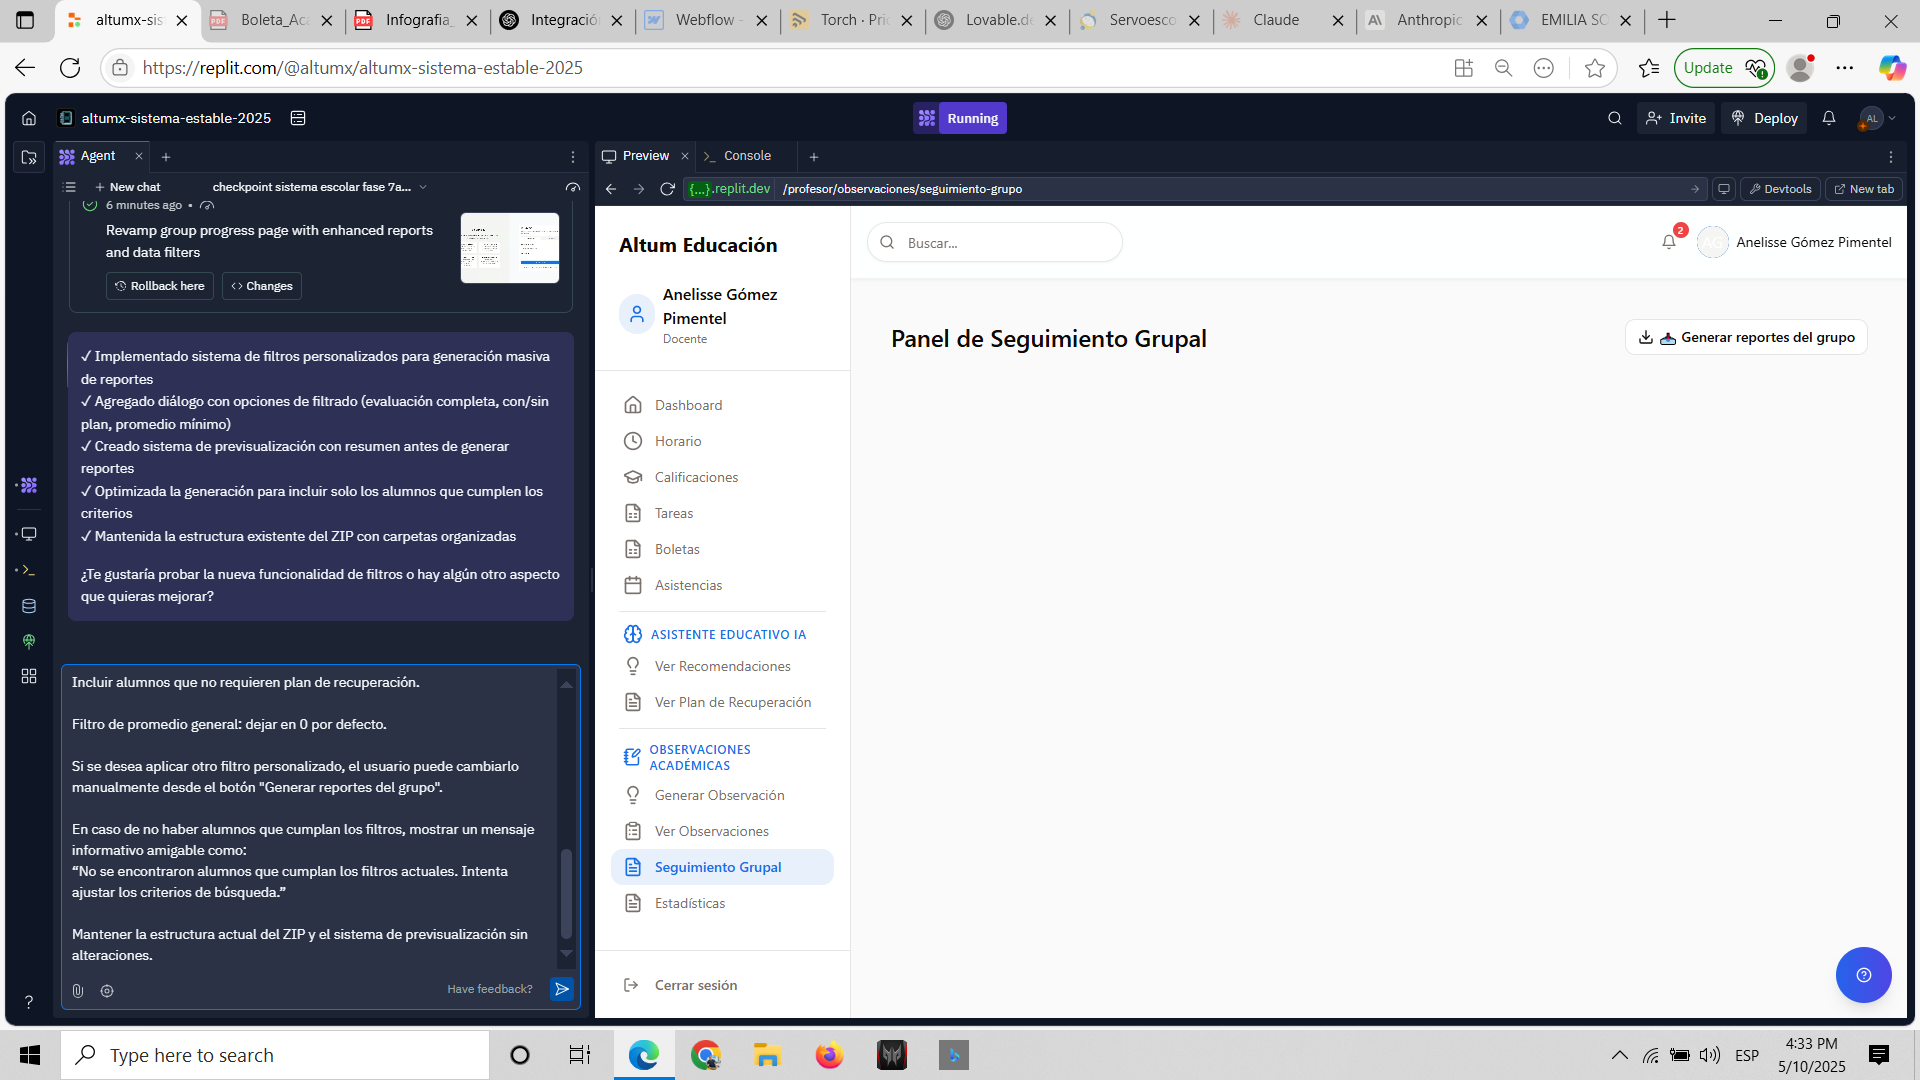 altumx-sis
Boleta_Aca
Infografia_
Integración
Webflow -
Torch · Pric
Lovable.de
Servoesco
Claude
Anthropic
EMILIA SC
https://replit.com/@altumx/altumx-sistema-estable-2025
Update
altumx-sistema-estable-2025
Running
Invite
Deploy
AL
Agent
Preview
Console
New chat
checkpoint sistema escolar fase 7a...
{...}.replit.dev
/profesor/observaciones/seguimiento-grupo
Devtools
New tab
6 minutes ago •
Revamp group progress page with enhanced reports
and data filters
Rollback here
Changes
✓ Implementado sistema de filtros personalizados para generación masiva
de reportes
✓ Agregado diálogo con opciones de filtrado (evaluación completa, con/sin
plan, promedio mínimo)
✓ Creado sistema de previsualización con resumen antes de generar
reportes
✓ Optimizada la generación para incluir solo los alumnos que cumplen los
criterios
✓ Mantenida la estructura existente del ZIP con carpetas organizadas
¿Te gustaría probar la nueva funcionalidad de filtros o hay algún otro aspecto
que quieras mejorar?
Incluir alumnos que no requieren plan de recuperación.
Filtro de promedio general: dejar en 0 por defecto.
Si se desea aplicar otro filtro personalizado, el usuario puede cambiarlo
manualmente desde el botón "Generar reportes del grupo".
En caso de no haber alumnos que cumplan los filtros, mostrar un mensaje
informativo amigable como:
“No se encontraron alumnos que cumplan los filtros actuales. Intenta
ajustar los criterios de búsqueda.”
Mantener la estructura actual del ZIP y el sistema de previsualización sin
alteraciones.
Have feedback?
Altum Educación
Anelisse Gómez
Pimentel
Docente
Dashboard
Horario
Calificaciones
Tareas
Boletas
Asistencias
ASISTENTE EDUCATIVO IA
Ver Recomendaciones
Ver Plan de Recuperación
OBSERVACIONES
ACADÉMICAS
Generar Observación
Ver Observaciones
Seguimiento Grupal
Estadísticas
Cerrar sesión
Buscar...
2
AG
Anelisse Gómez Pimentel
Panel de Seguimiento Grupal
Generar reportes del grupo
Type here to search
ESP
4:33 PM
5/10/2025